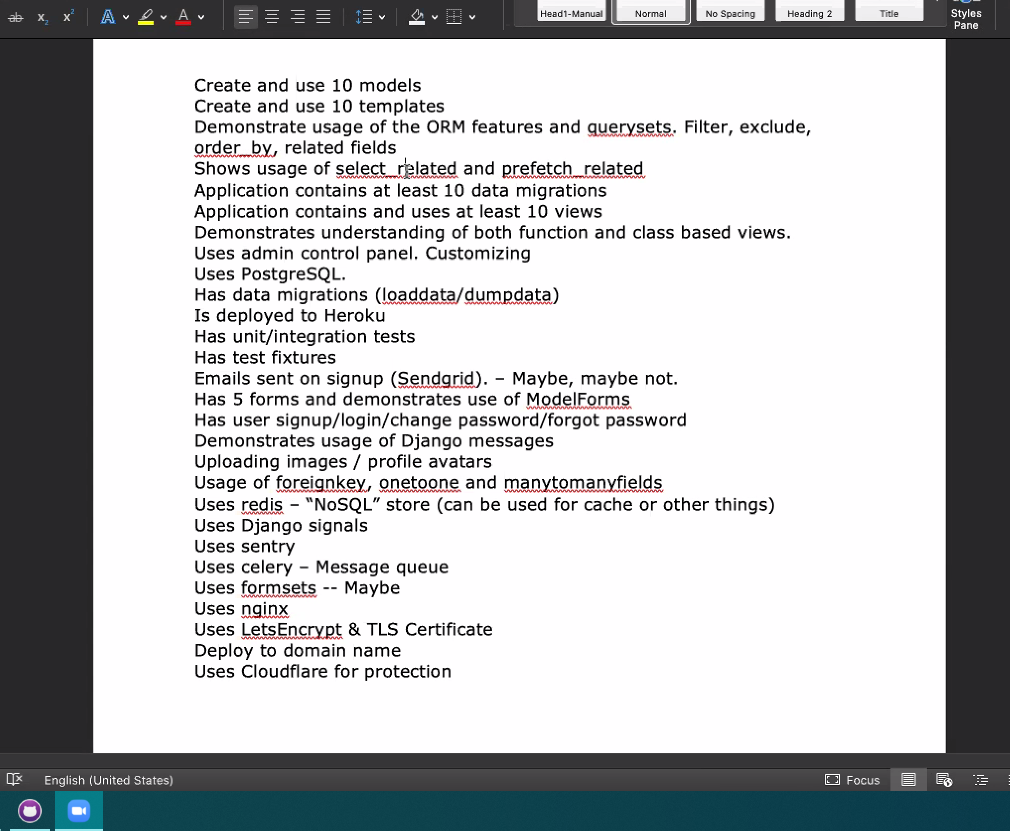 ab x₂ x² A A
Head1-Manual Normal No Spacing Heading 2 Title Styles
Pane
Create and use 10 models
Create and use 10 templates
Demonstrate usage of the ORM features and querysets. Filter, exclude,
order_by, related fields
Shows usage of select_related and prefetch_related
Application contains at least 10 data migrations
Application contains and uses at least 10 views
Demonstrates understanding of both function and class based views.
Uses admin control panel. Customizing
Uses PostgreSQL.
Has data migrations (loaddata/dumpdata)
Is deployed to Heroku
Has unit/integration tests
Has test fixtures
Emails sent on signup (Sendgrid). – Maybe, maybe not.
Has 5 forms and demonstrates use of ModelForms
Has user signup/login/change password/forgot password
Demonstrates usage of Django messages
Uploading images / profile avatars
Usage of foreignkey, onetoone and manytomanyfields
Uses redis – “NoSQL” store (can be used for cache or other things)
Uses Django signals
Uses sentry
Uses celery – Message queue
Uses formsets -- Maybe
Uses nginx
Uses LetsEncrypt & TLS Certificate
Deploy to domain name
Uses Cloudflare for protection
English (United States) Focus